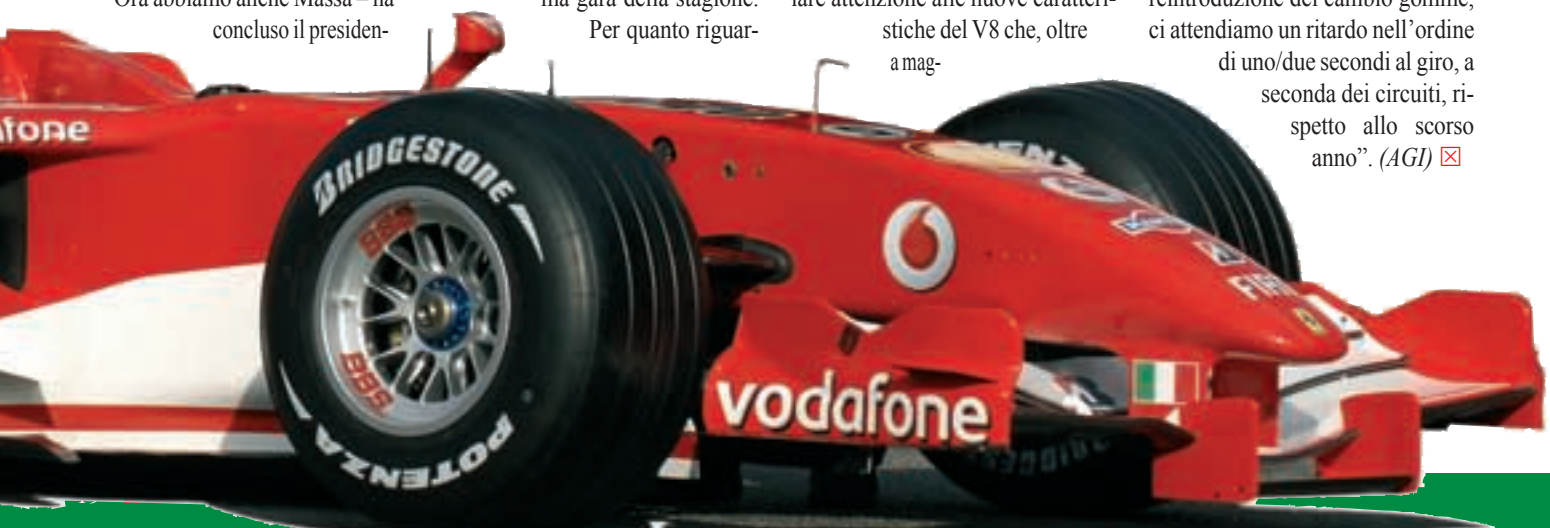 Ora abbiamo anche Massa – ha
concluso il presiden-
ma gara della stagione.
Per quanto riguar-
lare attenzione alle nuove caratteri-
stiche del V8 che, oltre
a mag-
reintroduzione del cambio gomme,
ci attendiamo un ritardo nell'ordine
di uno/due secondi al giro, a
seconda dei circuiti, ri-
spetto allo scorso
anno”. (AGI)
fone
BRIDGESTONE
BBS
BBS
POTENZA
vodafone